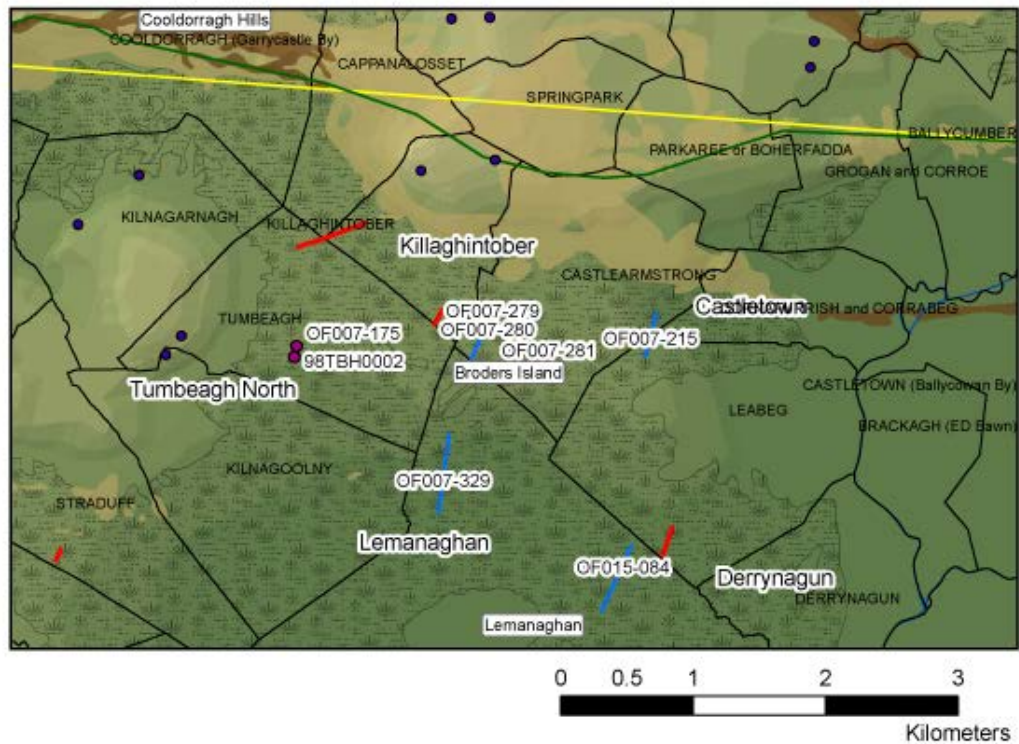 Cooldorragh Hills
COOLDORRAGH (Garrycastle By)
CAPPANALOSSET
SPRINGPARK
BALLYCUMBER
PARKAREE or BOHERFADDA
GROGAN and CORROE
KILNAGARNAGH
KILLAGHINTOBER
Killaghintober
CASTLEARMSTRONG
Castletown
URRISH and CORRABEG
TUMBEAGH
OF007-279
OF007-175
OF007-280
OF007-215
98TBH0002
OF007-281
Broders Island
Tumbeagh North
CASTLETOWN (Ballycowan By)
LEABEG
BRACKAGH (ED Bawn)
KILNAGOOLNY
OF007-329
STRADUFF
Lemanaghan
OF015-084
Derrynagun
DERRYNAGUN
Lemanaghan
0 0.5 1 2 3
Kilometers